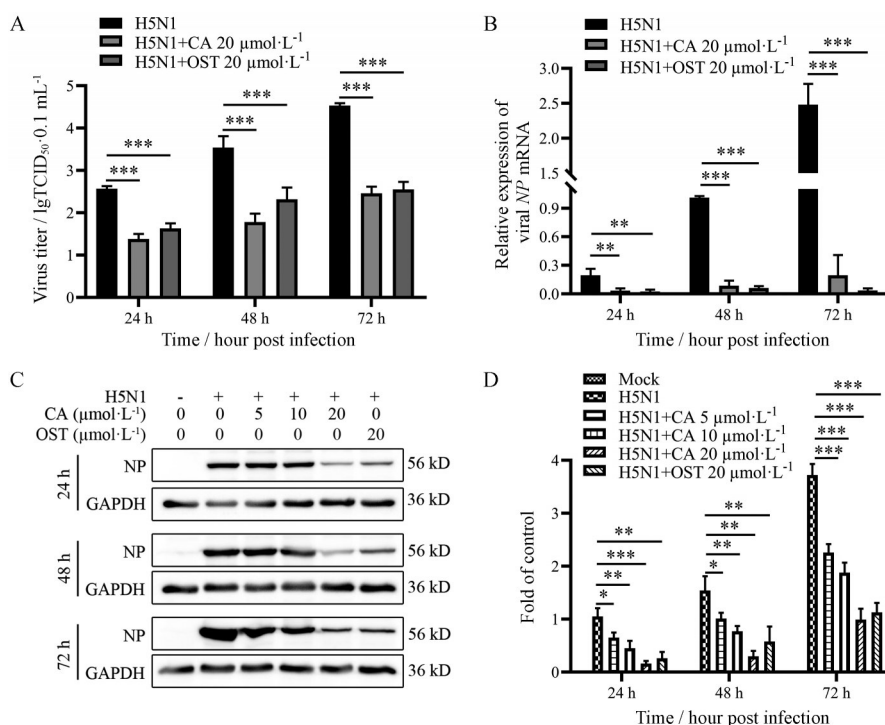 A
H5N1
H5N1+CA 20 µmol·L⁻¹
H5N1+OST 20 µmol·L⁻¹
Virus titer / lgTCID₅₀·0.1 mL⁻¹
5
4
3
2
1
0
***
***
***
***
***
***
24 h
48 h
72 h
Time / hour post infection
B
H5N1
H5N1+CA 20 µmol·L⁻¹
H5N1+OST 20 µmol·L⁻¹
Relative expression of
viral NP mRNA
3.0
2.5
2.0
1.5
0.9
0.6
0.3
0.0
**
**
***
***
***
***
24 h
48 h
72 h
Time / hour post infection
C
H5N1 - + + + + +
CA (µmol·L⁻¹) 0 0 5 10 20 0
OST (µmol·L⁻¹) 0 0 0 0 0 20
24 h
NP 56 kD
GAPDH 36 kD
48 h
NP 56 kD
GAPDH 36 kD
72 h
NP 56 kD
GAPDH 36 kD
D
Mock
H5N1
H5N1+CA 5 µmol·L⁻¹
H5N1+CA 10 µmol·L⁻¹
H5N1+CA 20 µmol·L⁻¹
H5N1+OST 20 µmol·L⁻¹
Fold of control
4
3
2
1
0
**
***
**
*
**
**
**
*
***
***
***
***
24 h
48 h
72 h
Time / hour post infection